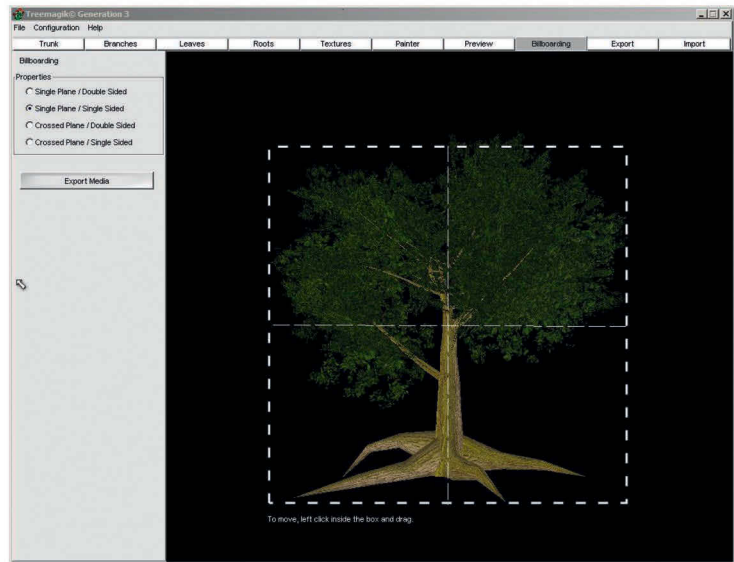 Treemagik© Generation 3
File Configuration Help
Trunk Branches Leaves Roots Textures Painter Preview Billboarding Export Import
Billboarding
Properties
Single Plane / Double Sided
Single Plane / Single Sided
Crossed Plane / Double Sided
Crossed Plane / Single Sided
Export Media
To move, left click inside the box and drag.